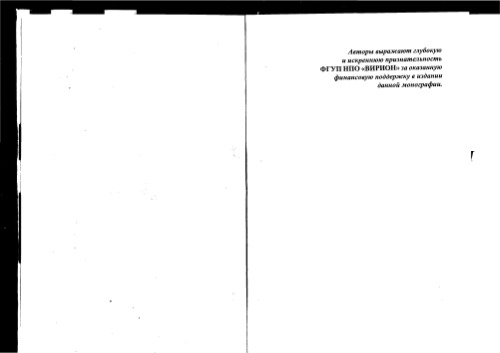 Авторы выражают глубокую
и искреннюю признательность
ФГУП НПО «ВИРИОН» за оказанную
финансовую поддержку в издании
данной монографии.